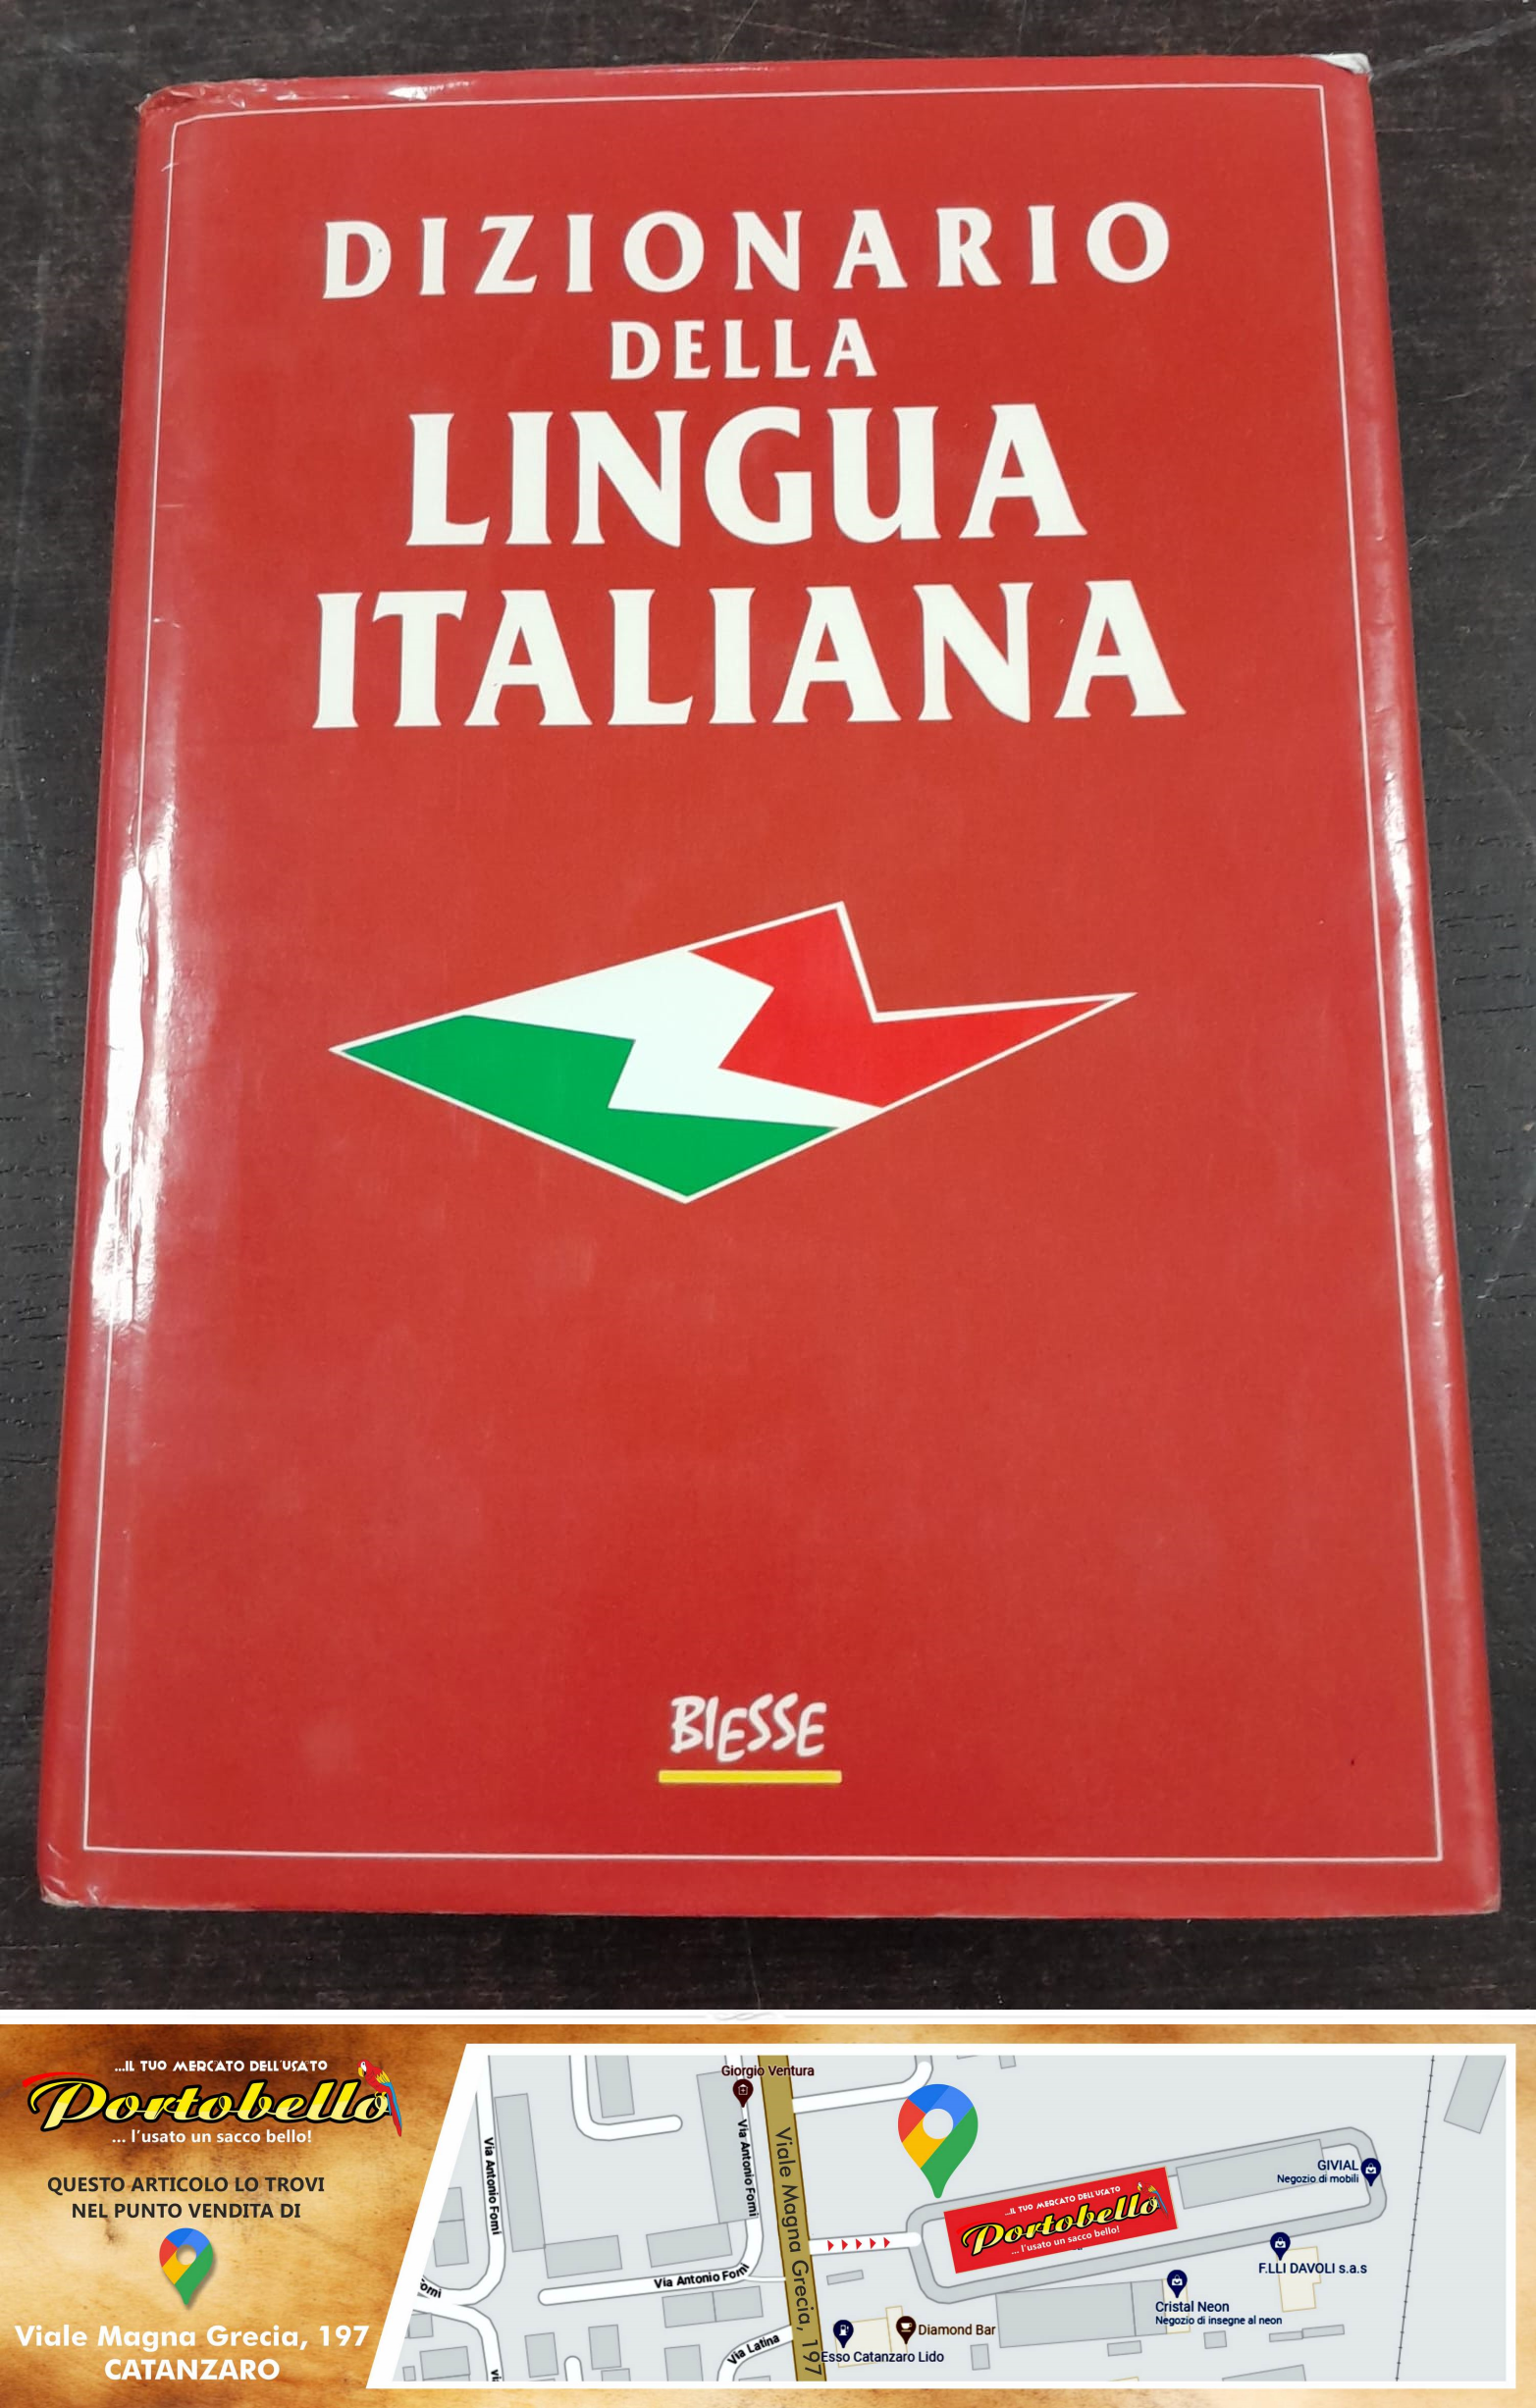 DIZIONARIO
DELLA
LINGUA
ITALIANA
BIESSE
...IL TUO MERCATO DELL'USATO
Portobello
... l'usato un sacco bello!
QUESTO ARTICOLO LO TROVI
NEL PUNTO VENDITA DI
Viale Magna Grecia, 197
CATANZARO
Giorgio Ventura
Via Antonio Forni
Via Antonio Forni
Viale Magna Grecia, 197
GIVIAL
Negozio di mobili
...IL TUO MERCATO DELL'USATO
Portobello
... l'usato un sacco bello!
F.LLI DAVOLI s.a.s
Via Antonio Forni
Forni
Cristal Neon
Negozio di insegne al neon
Diamond Bar
Esso Catanzaro Lido
Via Latina